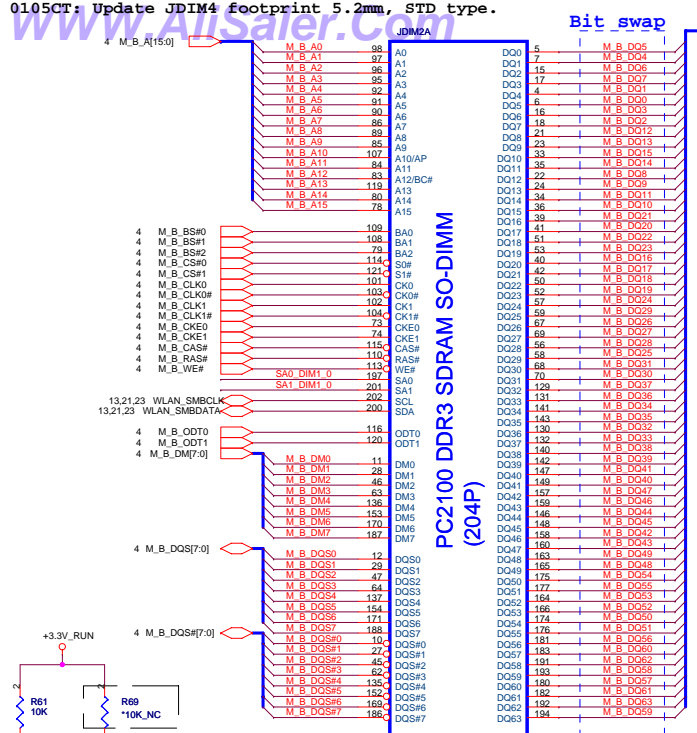 0105CT: Update JDIM4 footprint 5.2mm, STD type.
WWW.AliSaler.Com
Bit swap
JDIM2A
4 M_B_A[15:0]
M_B_A0 98 A0
M_B_A1 97 A1
M_B_A2 96 A2
M_B_A3 95 A3
M_B_A4 92 A4
M_B_A5 91 A5
M_B_A6 90 A6
M_B_A7 86 A7
M_B_A8 89 A8
M_B_A9 85 A9
M_B_A10 107 A10/AP
M_B_A11 84 A11
M_B_A12 83 A12/BC#
M_B_A13 119 A13
M_B_A14 80 A14
M_B_A15 78 A15
4 M_B_BS#0 109 BA0
4 M_B_BS#1 108 BA1
4 M_B_BS#2 79 BA2
4 M_B_CS#0 114 S0#
4 M_B_CS#1 121 S1#
4 M_B_CLK0 101 CK0
4 M_B_CLK0# 103 CK0#
4 M_B_CLK1 102 CK1
4 M_B_CLK1# 104 CK1#
4 M_B_CKE0 73 CKE0
4 M_B_CKE1 74 CKE1
4 M_B_CAS# 115 CAS#
4 M_B_RAS# 110 RAS#
4 M_B_WE# 113 WE#
SA0_DIM1_0 197 SA0
SA1_DIM1_0 201 SA1
13,21,23 WLAN_SMBCLK 202 SCL
13,21,23 WLAN_SMBDATA 200 SDA
4 M_B_ODT0 116 ODT0
4 M_B_ODT1 120 ODT1
4 M_B_DM[7:0]
M_B_DM0 11 DM0
M_B_DM1 28 DM1
M_B_DM2 46 DM2
M_B_DM3 63 DM3
M_B_DM4 136 DM4
M_B_DM5 153 DM5
M_B_DM6 170 DM6
M_B_DM7 187 DM7
4 M_B_DQS[7:0]
M_B_DQS0 12 DQS0
M_B_DQS1 29 DQS1
M_B_DQS2 47 DQS2
M_B_DQS3 64 DQS3
M_B_DQS4 137 DQS4
M_B_DQS5 154 DQS5
M_B_DQS6 171 DQS6
M_B_DQS7 188 DQS7
4 M_B_DQS#[7:0]
M_B_DQS#0 10 DQS#0
M_B_DQS#1 27 DQS#1
M_B_DQS#2 45 DQS#2
M_B_DQS#3 62 DQS#3
M_B_DQS#4 135 DQS#4
M_B_DQS#5 152 DQS#5
M_B_DQS#6 169 DQS#6
M_B_DQS#7 186 DQS#7
PC2100 DDR3 SDRAM SO-DIMM
(204P)
DQ0 5 M_B_DQ5
DQ1 7 M_B_DQ4
DQ2 15 M_B_DQ6
DQ3 17 M_B_DQ7
DQ4 4 M_B_DQ1
DQ5 6 M_B_DQ0
DQ6 16 M_B_DQ3
DQ7 18 M_B_DQ2
DQ8 21 M_B_DQ12
DQ9 23 M_B_DQ13
DQ10 33 M_B_DQ15
DQ11 35 M_B_DQ14
DQ12 22 M_B_DQ8
DQ13 24 M_B_DQ9
DQ14 34 M_B_DQ11
DQ15 36 M_B_DQ10
DQ16 39 M_B_DQ21
DQ17 41 M_B_DQ20
DQ18 51 M_B_DQ22
DQ19 53 M_B_DQ23
DQ20 40 M_B_DQ16
DQ21 42 M_B_DQ17
DQ22 50 M_B_DQ18
DQ23 52 M_B_DQ19
DQ24 57 M_B_DQ24
DQ25 59 M_B_DQ29
DQ26 67 M_B_DQ26
DQ27 69 M_B_DQ27
DQ28 56 M_B_DQ28
DQ29 58 M_B_DQ25
DQ30 68 M_B_DQ31
DQ31 70 M_B_DQ30
DQ32 129 M_B_DQ37
DQ33 131 M_B_DQ36
DQ34 141 M_B_DQ35
DQ35 143 M_B_DQ34
DQ36 130 M_B_DQ32
DQ37 132 M_B_DQ33
DQ38 140 M_B_DQ38
DQ39 142 M_B_DQ39
DQ40 147 M_B_DQ41
DQ41 149 M_B_DQ40
DQ42 157 M_B_DQ47
DQ43 159 M_B_DQ46
DQ44 146 M_B_DQ44
DQ45 148 M_B_DQ45
DQ46 158 M_B_DQ42
DQ47 160 M_B_DQ43
DQ48 163 M_B_DQ49
DQ49 165 M_B_DQ48
DQ50 175 M_B_DQ54
DQ51 177 M_B_DQ55
DQ52 164 M_B_DQ53
DQ53 166 M_B_DQ52
DQ54 174 M_B_DQ50
DQ55 176 M_B_DQ51
DQ56 181 M_B_DQ56
DQ57 183 M_B_DQ60
DQ58 191 M_B_DQ62
DQ59 193 M_B_DQ58
DQ60 180 M_B_DQ57
DQ61 182 M_B_DQ61
DQ62 192 M_B_DQ63
DQ63 194 M_B_DQ59
+3.3V_RUN
2 R61
10K
2 R69
*10K_NC